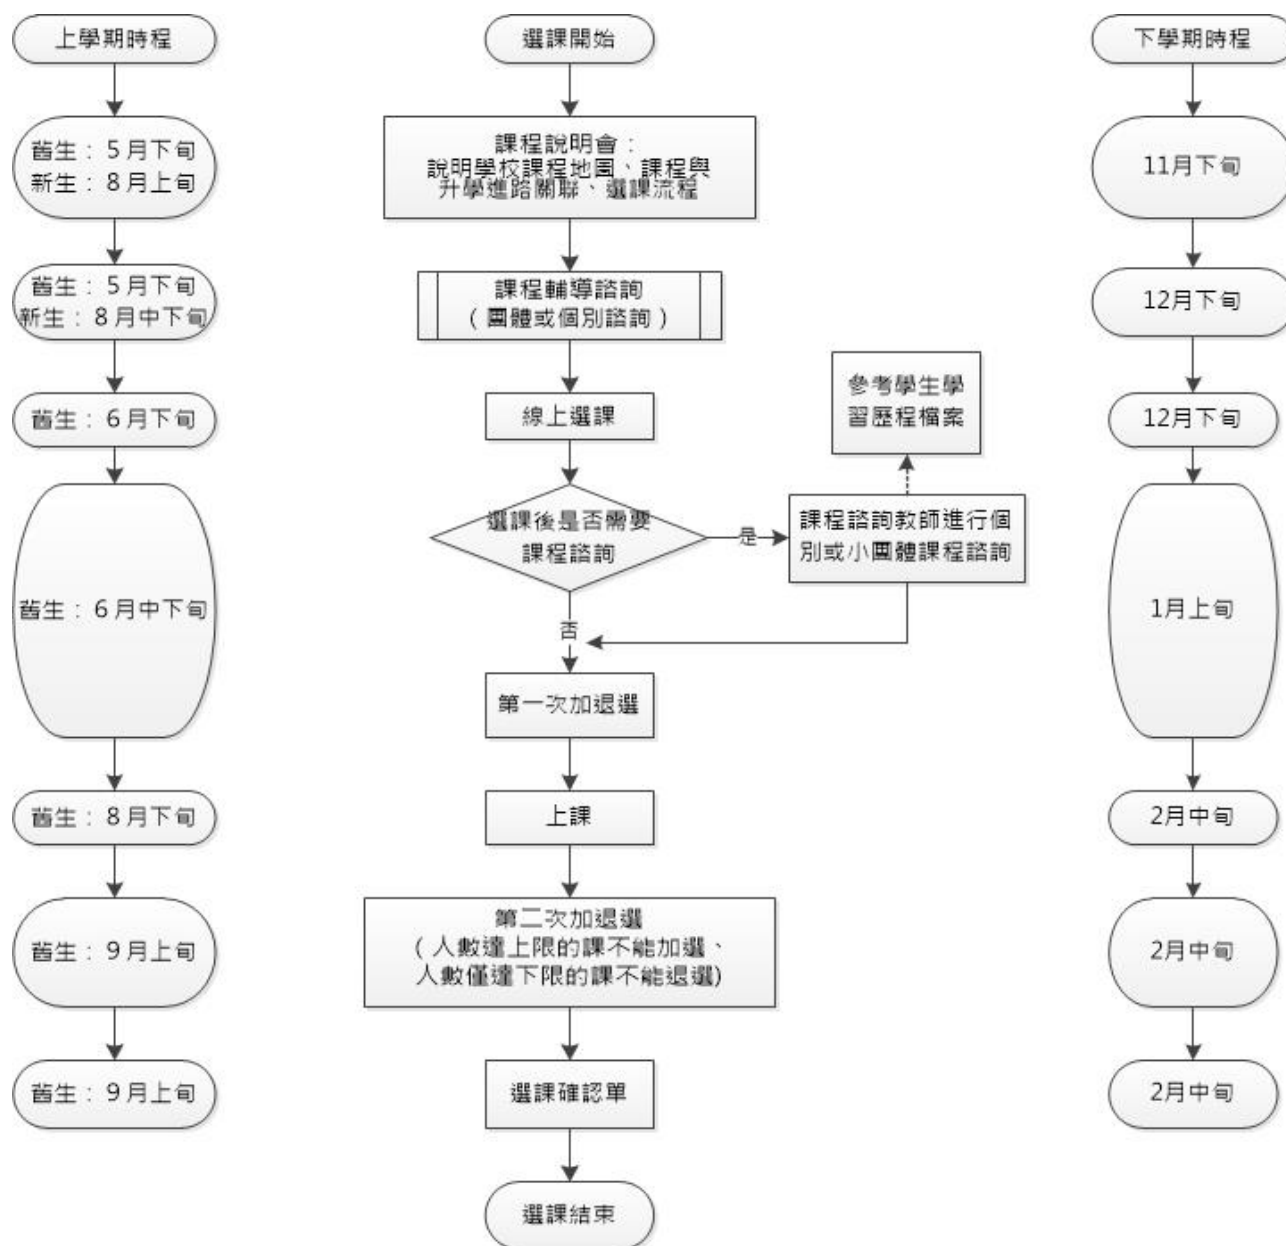 上學期時程
選課開始
下學期時程
舊生：5月下旬
新生：8月上旬
課程說明會：
說明學校課程地圖、課程與
升學進路關聯、選課流程
11月下旬
舊生：5月下旬
新生：8月中下旬
課程輔導諮詢
（團體或個別諮詢）
12月下旬
舊生：6月下旬
線上選課
參考學生學
習歷程檔案
12月下旬
舊生：6月中下旬
選課後是否需要
課程諮詢
是
課程諮詢教師進行個
別或小團體課程諮詢
否
第一次加退選
1月上旬
舊生：8月下旬
上課
2月中旬
舊生：9月上旬
第二次加退選
（人數達上限的課不能加選、
人數僅達下限的課不能退選)
2月中旬
舊生：9月上旬
選課確認單
2月中旬
選課結束